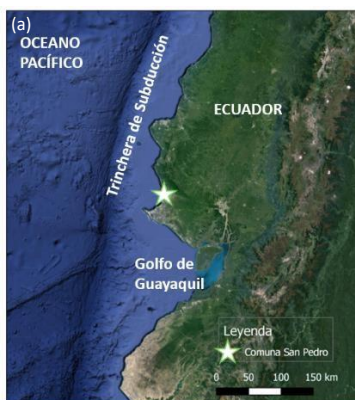 (a)
OCEANO
PACÍFICO
Trinchera de Subducción
ECUADOR
Golfo de
Guayaquil
Leyenda
Comuna San Pedro
0 50 100 150 km